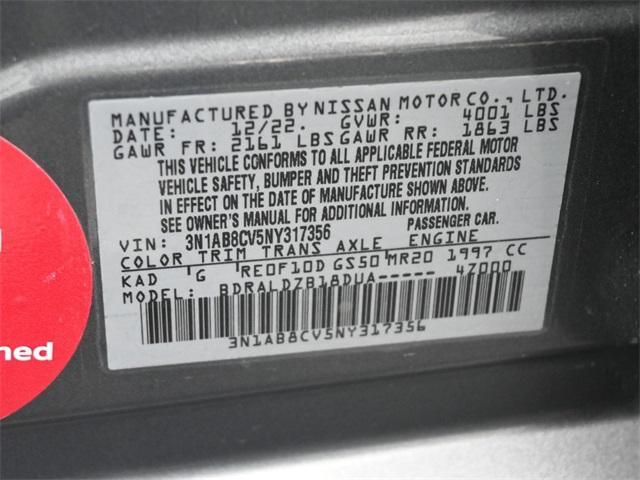 MANUFACTURED BY NISSAN MOTOR CO., LTD.
DATE: 12/22. GVWR: 4001 LBS
GAWR FR: 2161 LBS GAWR RR: 1863 LBS
THIS VEHICLE CONFORMS TO ALL APPLICABLE FEDERAL MOTOR
VEHICLE SAFETY, BUMPER AND THEFT PREVENTION STANDARDS
IN EFFECT ON THE DATE OF MANUFACTURE SHOWN ABOVE.
SEE OWNER'S MANUAL FOR ADDITIONAL INFORMATION.
VIN: 3N1AB8CV5NY317356 PASSENGER CAR.
COLOR TRIM TRANS AXLE ENGINE
KAD G RE0F10D GS50 MR20 1997 CC
MODEL: BDRALDZB18DUA----- 4Z000
3N1AB8CV5NY317356
ned